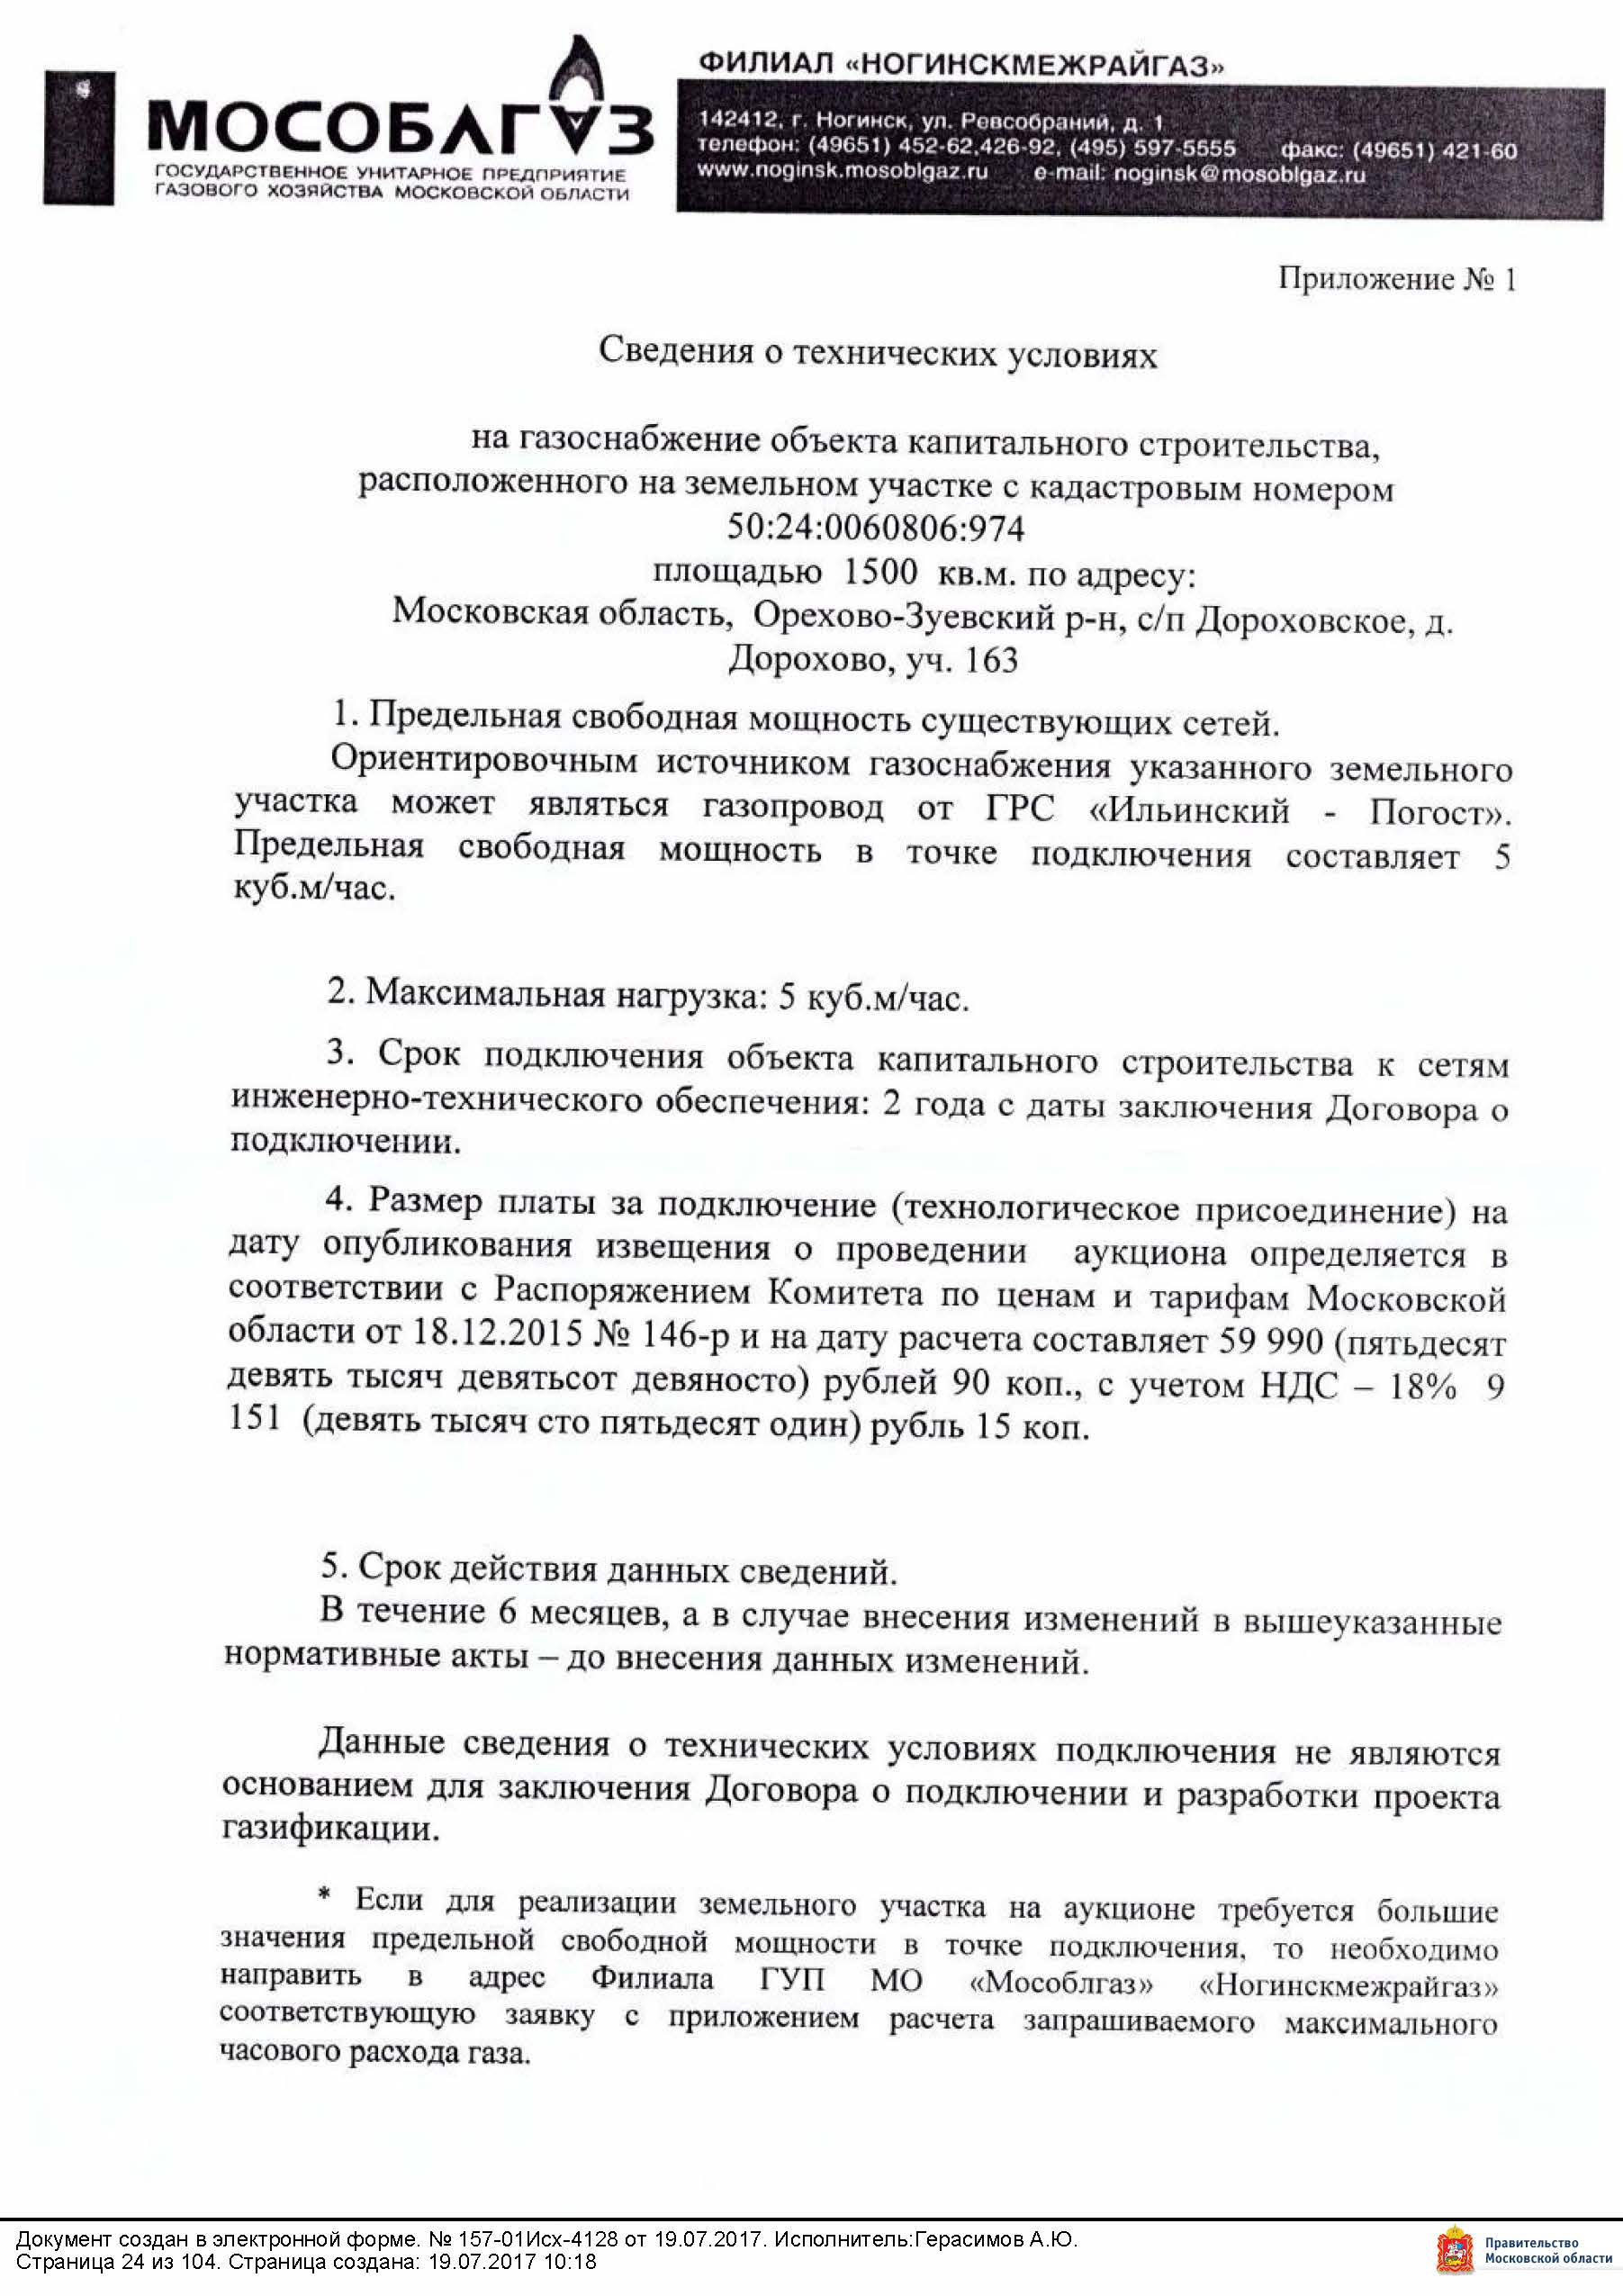 ФИЛИАЛ «НОГИНСКМЕЖРАЙГАЗ»
МОСОБЛГАЗ
ГОСУДАРСТВЕННОЕ УНИТАРНОЕ ПРЕДПРИЯТИЕ
ГАЗОВОГО ХОЗЯЙСТВА МОСКОВСКОЙ ОБЛАСТИ
142412, г. Ногинск, ул. Ревсобраний, д. 1
телефон: (49651) 452-62,426-92, (495) 597-5555 факс: (49651) 421-60
www.noginsk.mosoblgaz.ru e-mail: noginsk@mosoblgaz.ru
Приложение № 1
Сведения о технических условиях
на газоснабжение объекта капитального строительства,
расположенного на земельном участке с кадастровым номером
50:24:0060806:974
площадью 1500 кв.м. по адресу:
Московская область, Орехово-Зуевский р-н, с/п Дороховское, д.
Дорохово, уч. 163
1. Предельная свободная мощность существующих сетей.
Ориентировочным источником газоснабжения указанного земельного
участка может являться газопровод от ГРС «Ильинский - Погост».
Предельная свободная мощность в точке подключения составляет 5
куб.м/час.
2. Максимальная нагрузка: 5 куб.м/час.
3. Срок подключения объекта капитального строительства к сетям
инженерно-технического обеспечения: 2 года с даты заключения Договора о
подключении.
4. Размер платы за подключение (технологическое присоединение) на
дату опубликования извещения о проведении аукциона определяется в
соответствии с Распоряжением Комитета по ценам и тарифам Московской
области от 18.12.2015 № 146-р и на дату расчета составляет 59 990 (пятьдесят
девять тысяч девятьсот девяносто) рублей 90 коп., с учетом НДС – 18% 9
151 (девять тысяч сто пятьдесят один) рубль 15 коп.
5. Срок действия данных сведений.
В течение 6 месяцев, а в случае внесения изменений в вышеуказанные
нормативные акты – до внесения данных изменений.
Данные сведения о технических условиях подключения не являются
основанием для заключения Договора о подключении и разработки проекта
газификации.
* Если для реализации земельного участка на аукционе требуется большие
значения предельной свободной мощности в точке подключения, то необходимо
направить в адрес Филиала ГУП МО «Мособлгаз» «Ногинскмежрайгаз»
соответствующую заявку с приложением расчета запрашиваемого максимального
часового расхода газа.
Документ создан в электронной форме. № 157-01Исх-4128 от 19.07.2017. Исполнитель:Герасимов А.Ю.
Страница 24 из 104. Страница создана: 19.07.2017 10:18
Правительство
Московской области